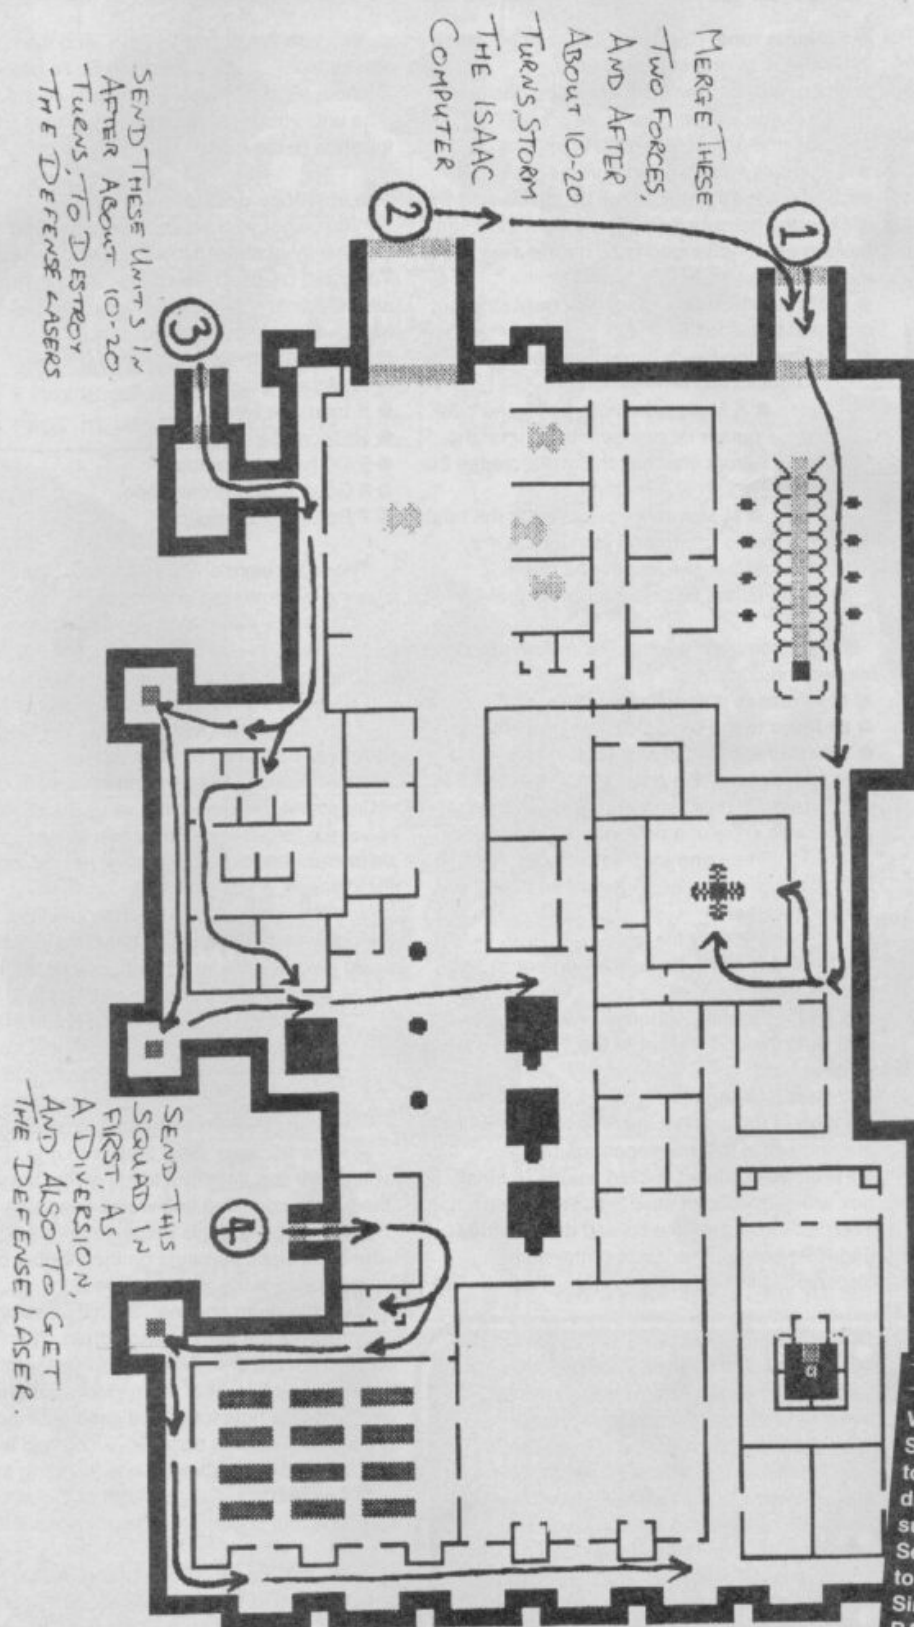 MERGE THESE
TWO FORCES,
AND AFTER
ABOUT 10-20
TURNS, STORM
THE ISAAC
COMPUTER
1
2
SEND THESE UNITS IN
AFTER ABOUT 10-20
TURNS, TO DESTROY
THE DEFENSE LASERS
3
SEND THIS
SQUAD IN
FIRST, AS
A DIVERSION,
AND ALSO TO GET
THE DEFENSE LASER.
4